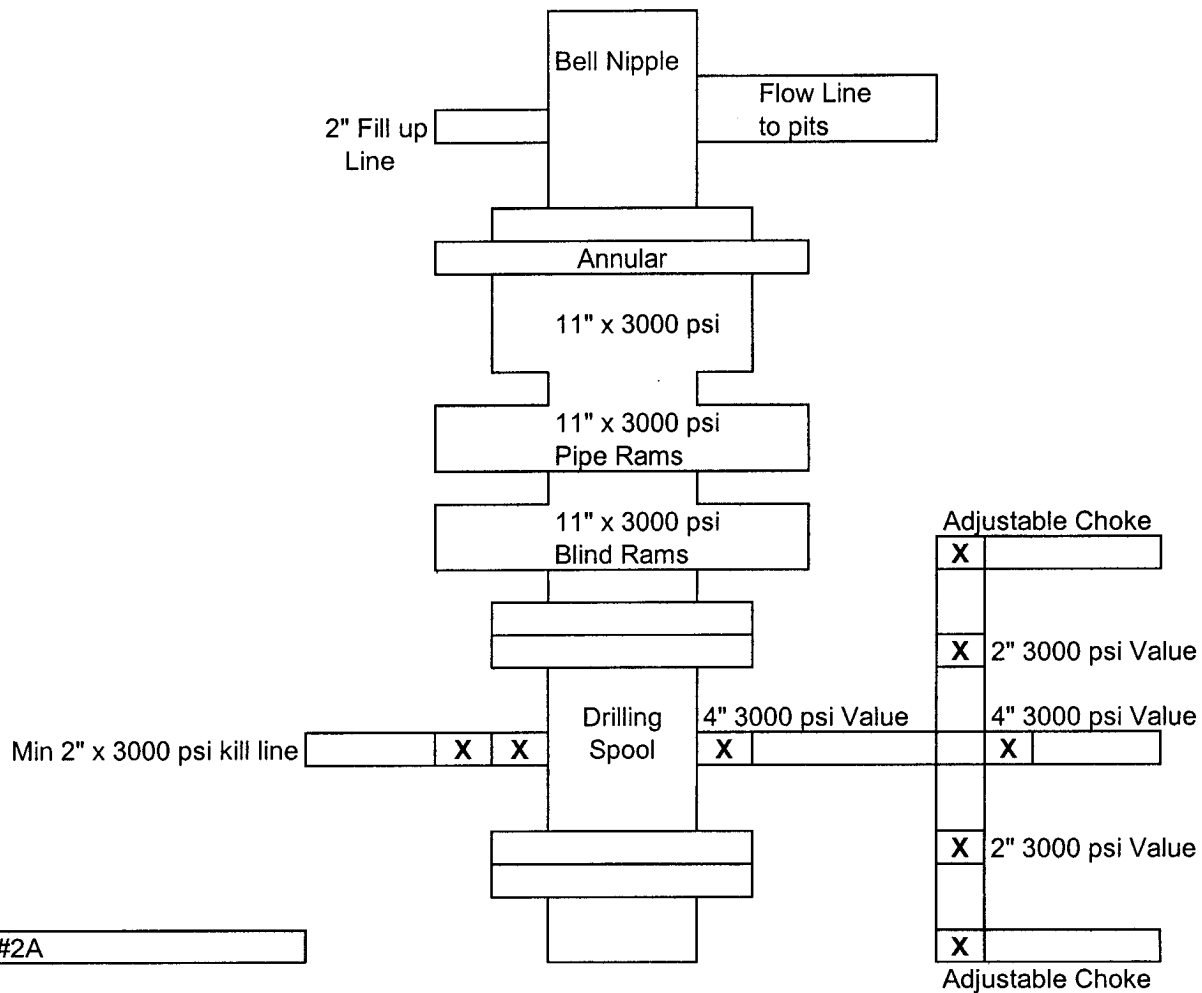 Bell Nipple
Flow Line
to pits
2" Fill up
Line
Annular
11" x 3000 psi
11" x 3000 psi
Pipe Rams
11" x 3000 psi
Blind Rams
Adjustable Choke
X
X 2" 3000 psi Value
Drilling
Spool
4" 3000 psi Value
4" 3000 psi Value
Min 2" x 3000 psi kill line
X X
X
X
X 2" 3000 psi Value
#2A
X
Adjustable Choke